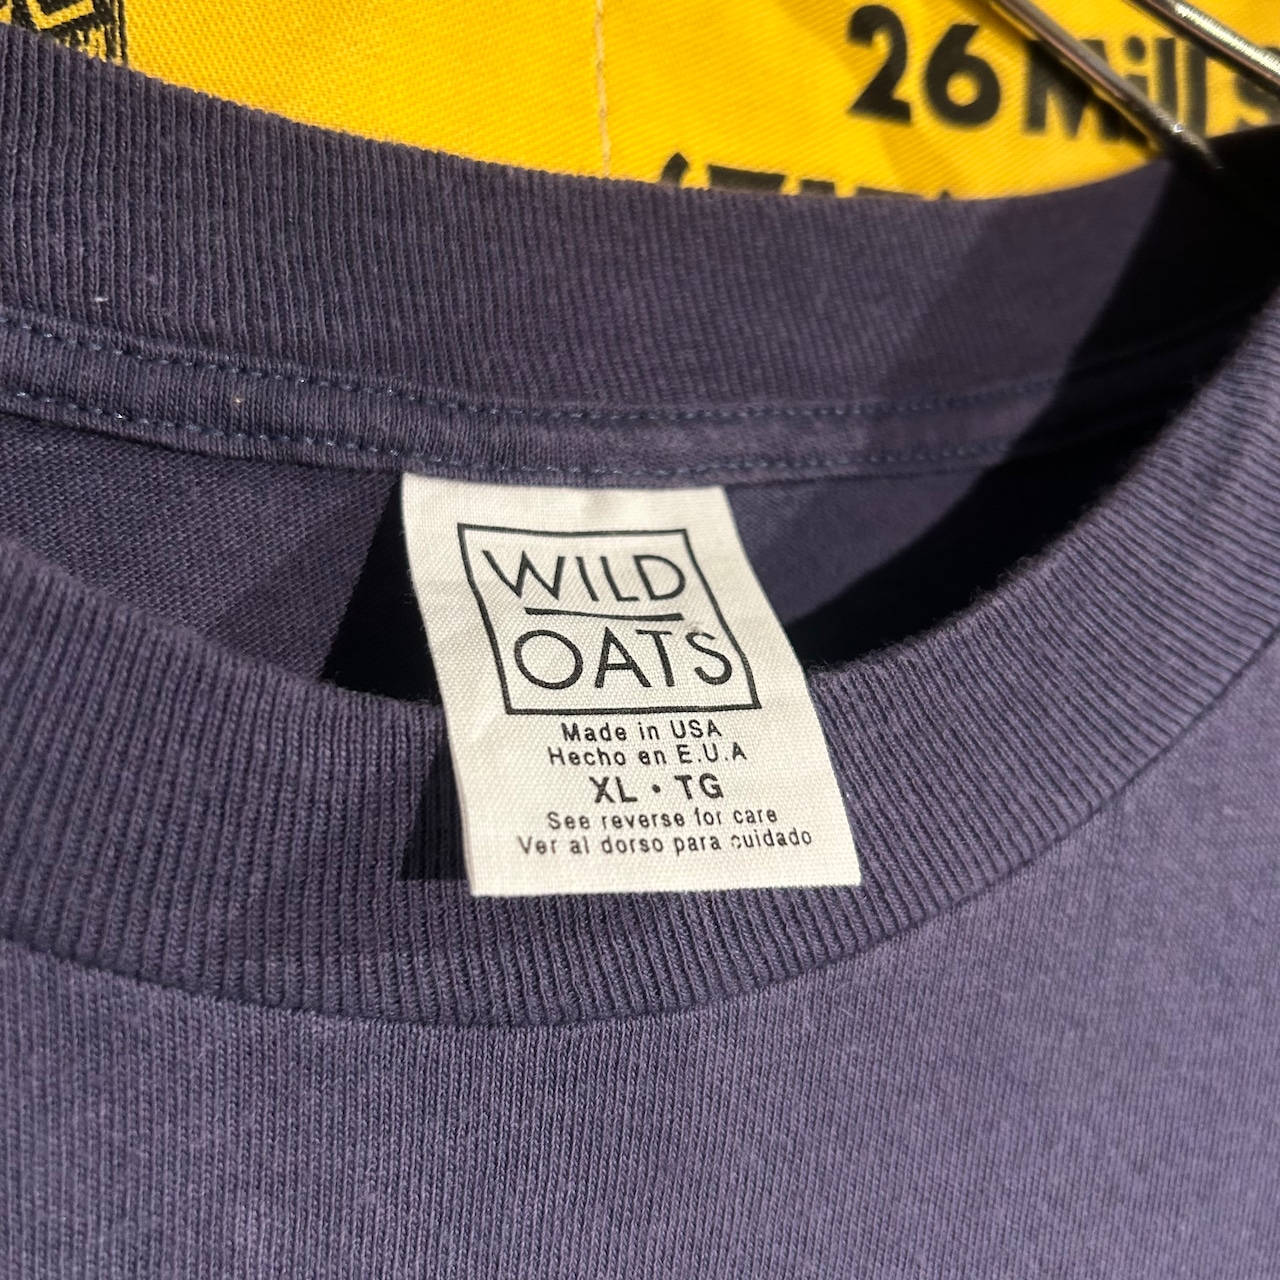 26 Mill S
WILD
OATS
Made in USA
Hecho en E.U.A
XL • TG
See reverse for care
Ver al dorso para cuidado